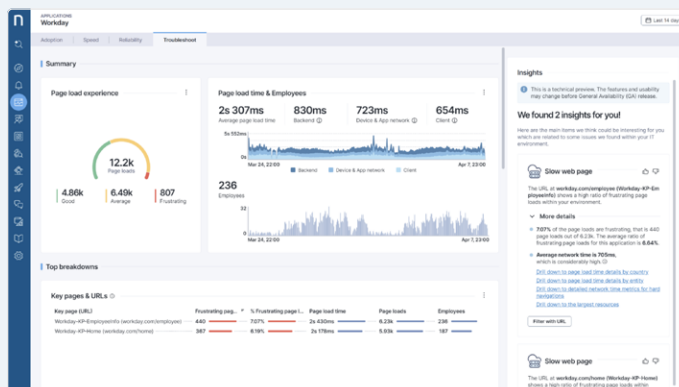 n
APPLICATIONS
Workday
Last 14 days
Adoption Speed Reliability Troubleshoot
Summary
Page load experience
12.2k
Page loads
4.86k
Good
6.49k
Average
807
Frustrating
Page load time & Employees
2s 307ms
Average page load time
830ms
Backend
723ms
Device & App network
654ms
Client
5s 552ms
0s
Mar 24, 22:00 Apr 7, 23:00
Backend Device & App network Client
236
Employees
32
0
Mar 24, 22:00 Apr 7, 23:00
Top breakdowns
Key pages & URLs
Key page (URL) Frustrating pag... % Frustrating page l... Page load time Page loads Employees
Workday-KP-EmployeeInfo (workday.com/employee) 440 7.07% 2s 430ms 6.23k 236
Workday-KP-Home (workday.com/home) 367 6.19% 2s 178ms 5.93k 187
Insights
This is a technical preview. The features and usability
may change before General Availability (GA) release.
We found 2 insights for you!
Here are the main items we think could be interesting for you
which are related to some issues we found within your IT
environment.
Slow web page
The URL at workday.com/employee (Workday-KP-Em
ployeeInfo) shows a high ratio of frustrating page
loads within your environment.
More details
7.07% of the page loads are frustrating, that is 440
page loads out of 6.23k. The average ratio of
frustrating page loads for this application is 6.64%.
Average network time is 705ms,
which is considerably high.
Drill down to page load time details by country
Drill down to page load time details by entity
Drill down to detailed network time metrics for hard
navigations
Drill down to the largest resources
Filter with URL
Slow web page
The URL at workday.com/home (Workday-KP-Home)
shows a high ratio of frustrating page loads within